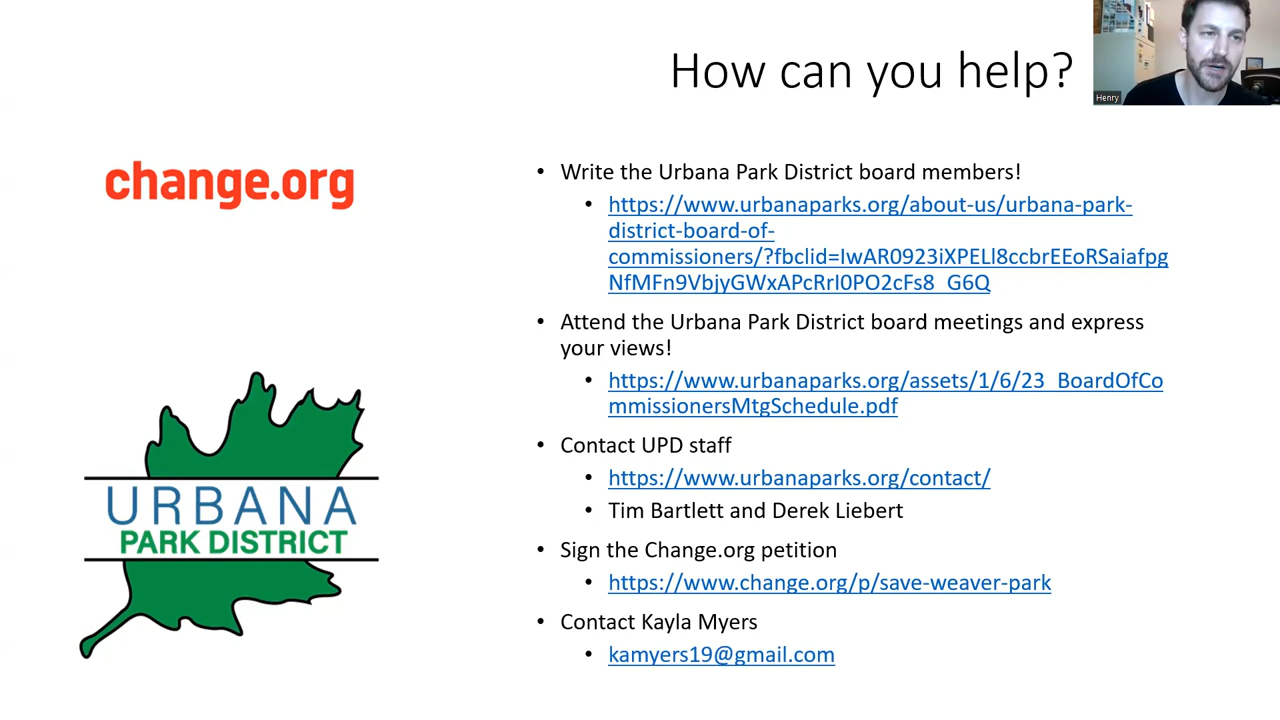 How can you help?
Henry
change.org
• Write the Urbana Park District board members!
• https://www.urbanaparks.org/about-us/urbana-park-
district-board-of-
commissioners/?fbclid=IwAR0923iXPELl8ccbrEEoRSaiafpg
NfMFn9VbjyGWxAPcRrI0PO2cFs8_G6Q
• Attend the Urbana Park District board meetings and express
your views!
• https://www.urbanaparks.org/assets/1/6/23_BoardOfCo
mmissionersMtgSchedule.pdf
• Contact UPD staff
• https://www.urbanaparks.org/contact/
• Tim Bartlett and Derek Liebert
• Sign the Change.org petition
• https://www.change.org/p/save-weaver-park
• Contact Kayla Myers
• kamyers19@gmail.com
URBANA
PARK DISTRICT